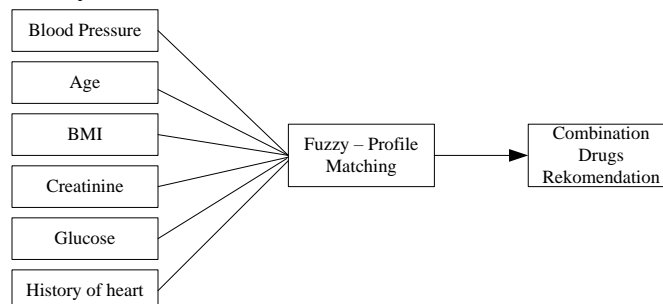 Blood Pressure
Age
BMI
Creatinine
Glucose
History of heart
Fuzzy – Profile
Matching
Combination
Drugs
Rekomendation